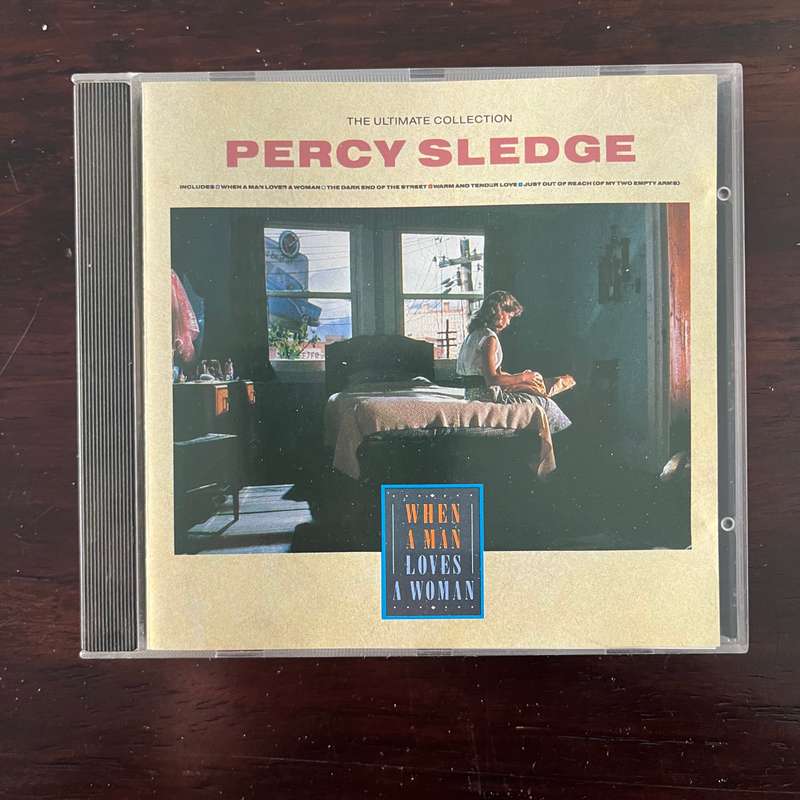 THE ULTIMATE COLLECTION
PERCY SLEDGE
INCLUDES WHEN A MAN LOVES A WOMAN THE DARK END OF THE STREET WARM AND TENDER LOVE JUST OUT OF REACH (OF MY TWO EMPTY ARMS)
WHEN
A MAN
LOVES
A WOMAN